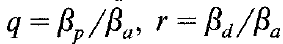 q = β_p/β_a, r = β_d/β_a